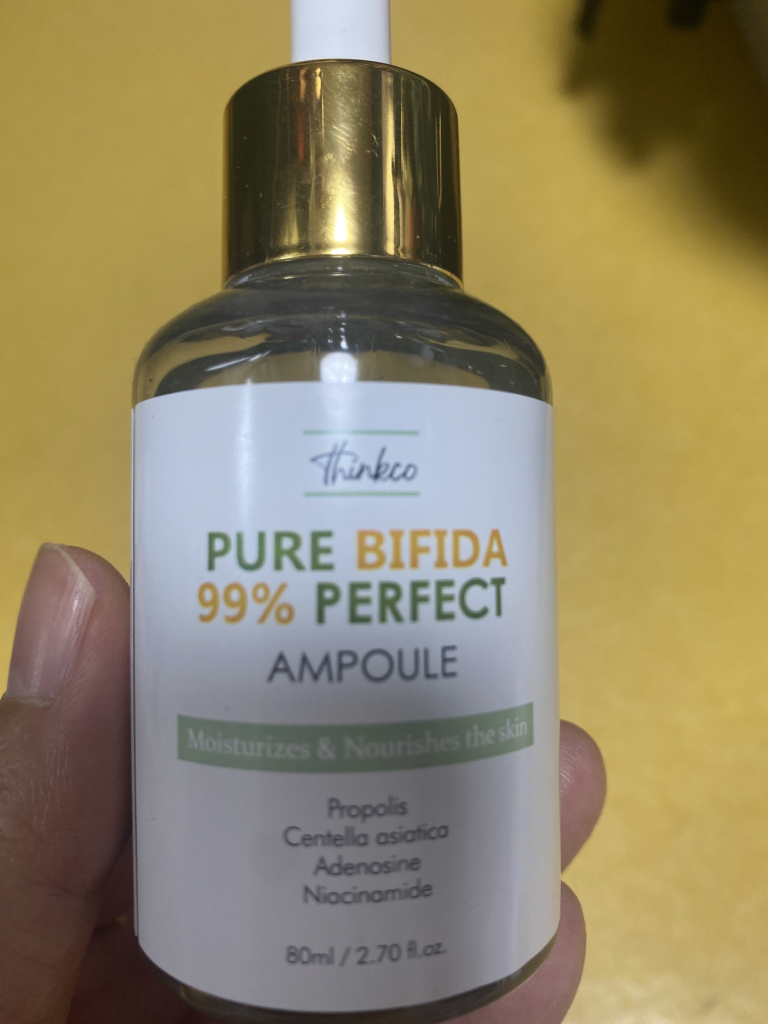 Thinkco
PURE BIFIDA
99% PERFECT
AMPOULE
Moisturizes & Nourishes the skin
Propolis
Centella asiatica
Adenosine
Niacinamide
80ml / 2.70 fl.oz.